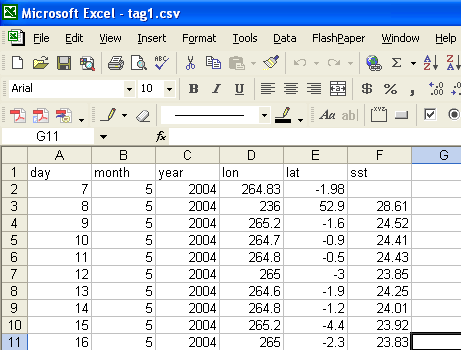 Microsoft Excel - tag1.csv
File Edit View Insert Format Tools Data FlashPaper Window Help
ABC Σ A Z Z A
Arial 10 B I U $ % , +.0 .00
Aa ab xyz
G11 fx
A B C D E F G
1 day month year lon lat sst
2 7 5 2004 264.83 -1.98
3 8 5 2004 236 52.9 28.61
4 9 5 2004 265.2 -1.6 24.52
5 10 5 2004 264.7 -0.9 24.41
6 11 5 2004 264.8 -0.5 24.43
7 12 5 2004 265 -3 23.85
8 13 5 2004 264.6 -1.9 24.25
9 14 5 2004 264.8 -1.2 24.01
10 15 5 2004 265.2 -4.4 23.92
11 16 5 2004 265 -2.3 23.83